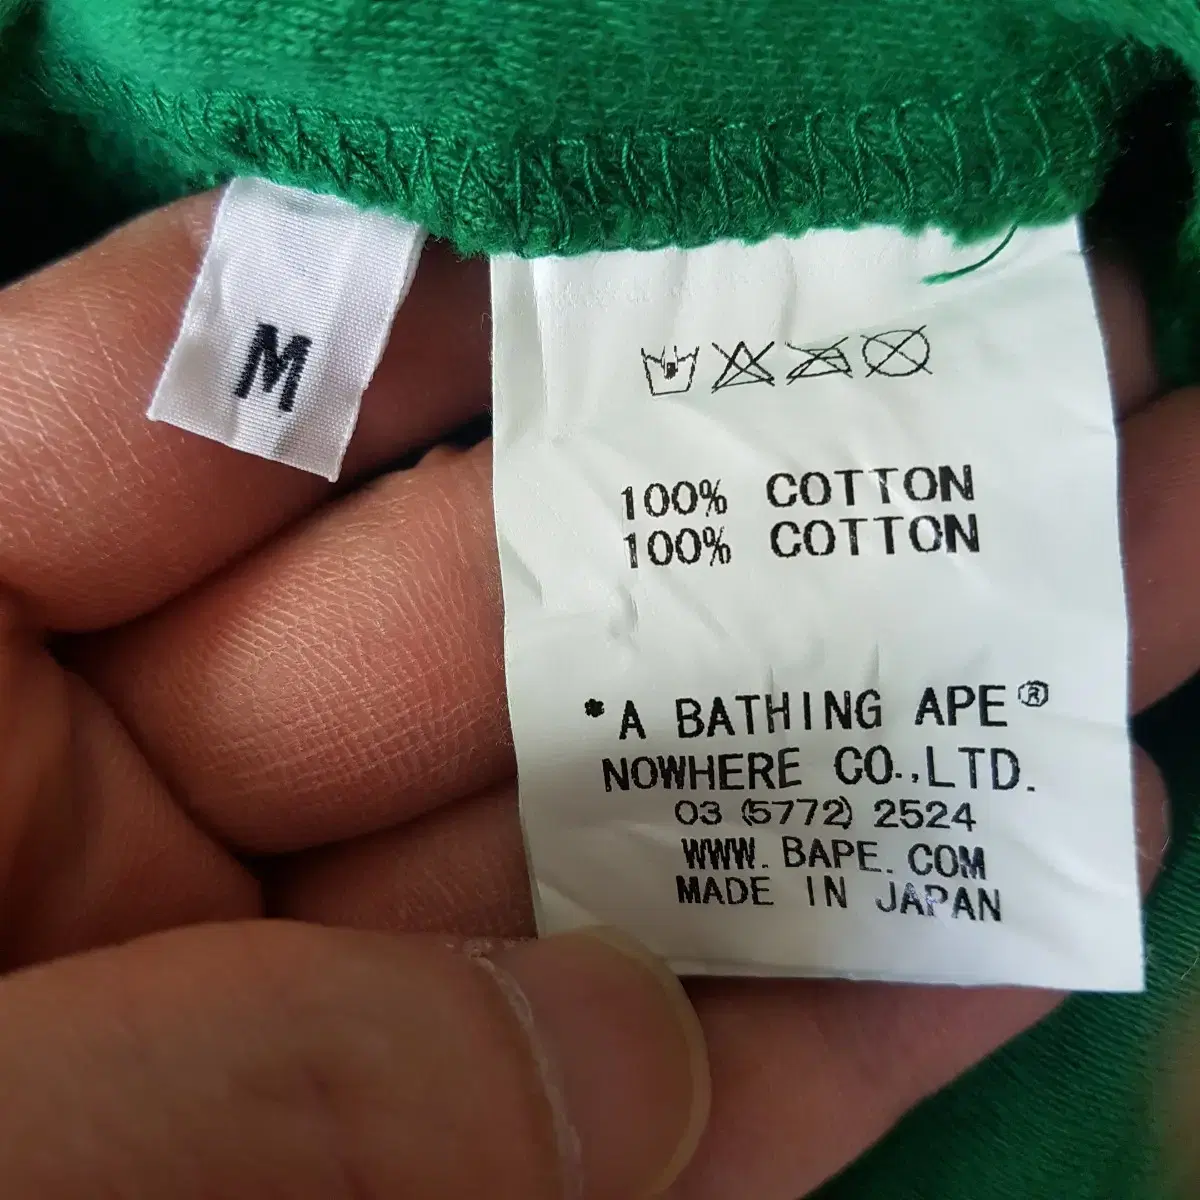 M
100% COTTON
100% COTTON
*A BATHING APE®
NOWHERE CO.,LTD.
03 (5772) 2524
WWW.BAPE.COM
MADE IN JAPAN